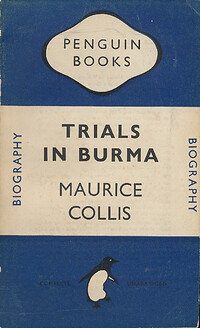 PENGUIN
BOOKS
BIOGRAPHY
TRIALS
IN BURMA
MAURICE
COLLIS
BIOGRAPHY